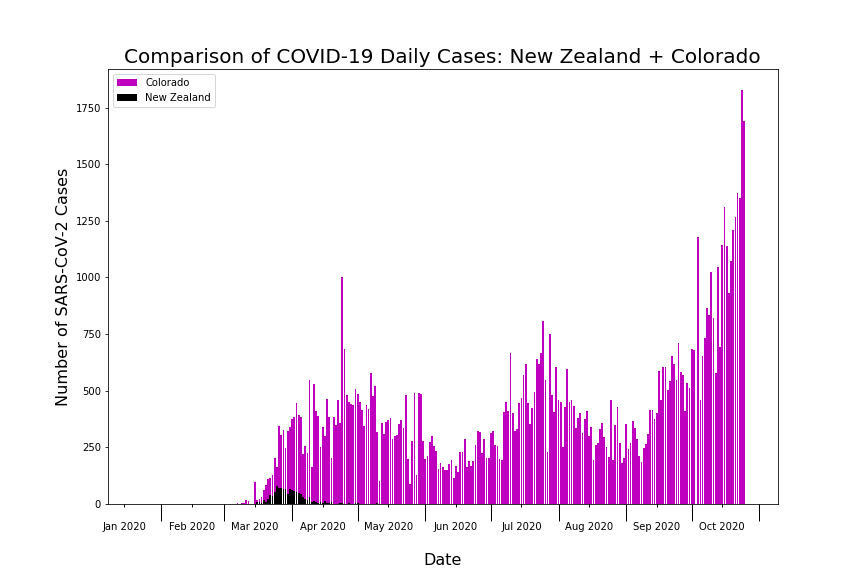 Comparison of COVID-19 Daily Cases: New Zealand + Colorado
Colorado
New Zealand
Number of SARS-CoV-2 Cases
1750
1500
1250
1000
750
500
250
0
Jan 2020 Feb 2020 Mar 2020 Apr 2020 May 2020 Jun 2020 Jul 2020 Aug 2020 Sep 2020 Oct 2020
Date